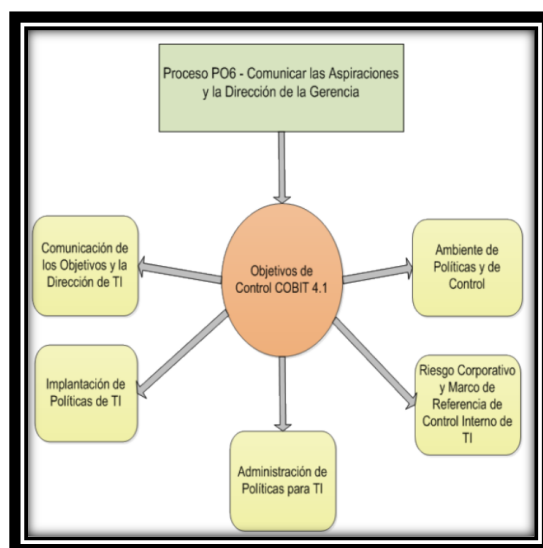 Proceso PO6 - Comunicar las Aspiraciones
y la Dirección de la Gerencia
Objetivos de
Control COBIT 4.1
Comunicación de
los Objetivos y la
Dirección de TI
Ambiente de
Políticas y de
Control
Implantación de
Políticas de TI
Riesgo Corporativo
y Marco de
Referencia de
Control Interno de
TI
Administración de
Políticas para TI